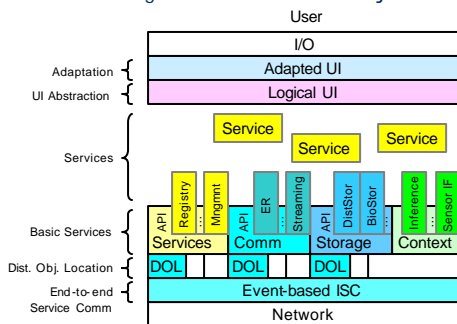 User
I/O
Adaptation
Adapted UI
UI Abstraction
Logical UI
Service
Service
Service
Services
API
Registry
...
Mngmnt
API
ER
...
Streaming
API
DistStor
BioStor
Inference
...
Sensor IF
Basic Services
Services
Comm
Storage
Context
Dist. Obj. Location
DOL
DOL
DOL
End-to-end
Service Comm
Event-based ISC
Network